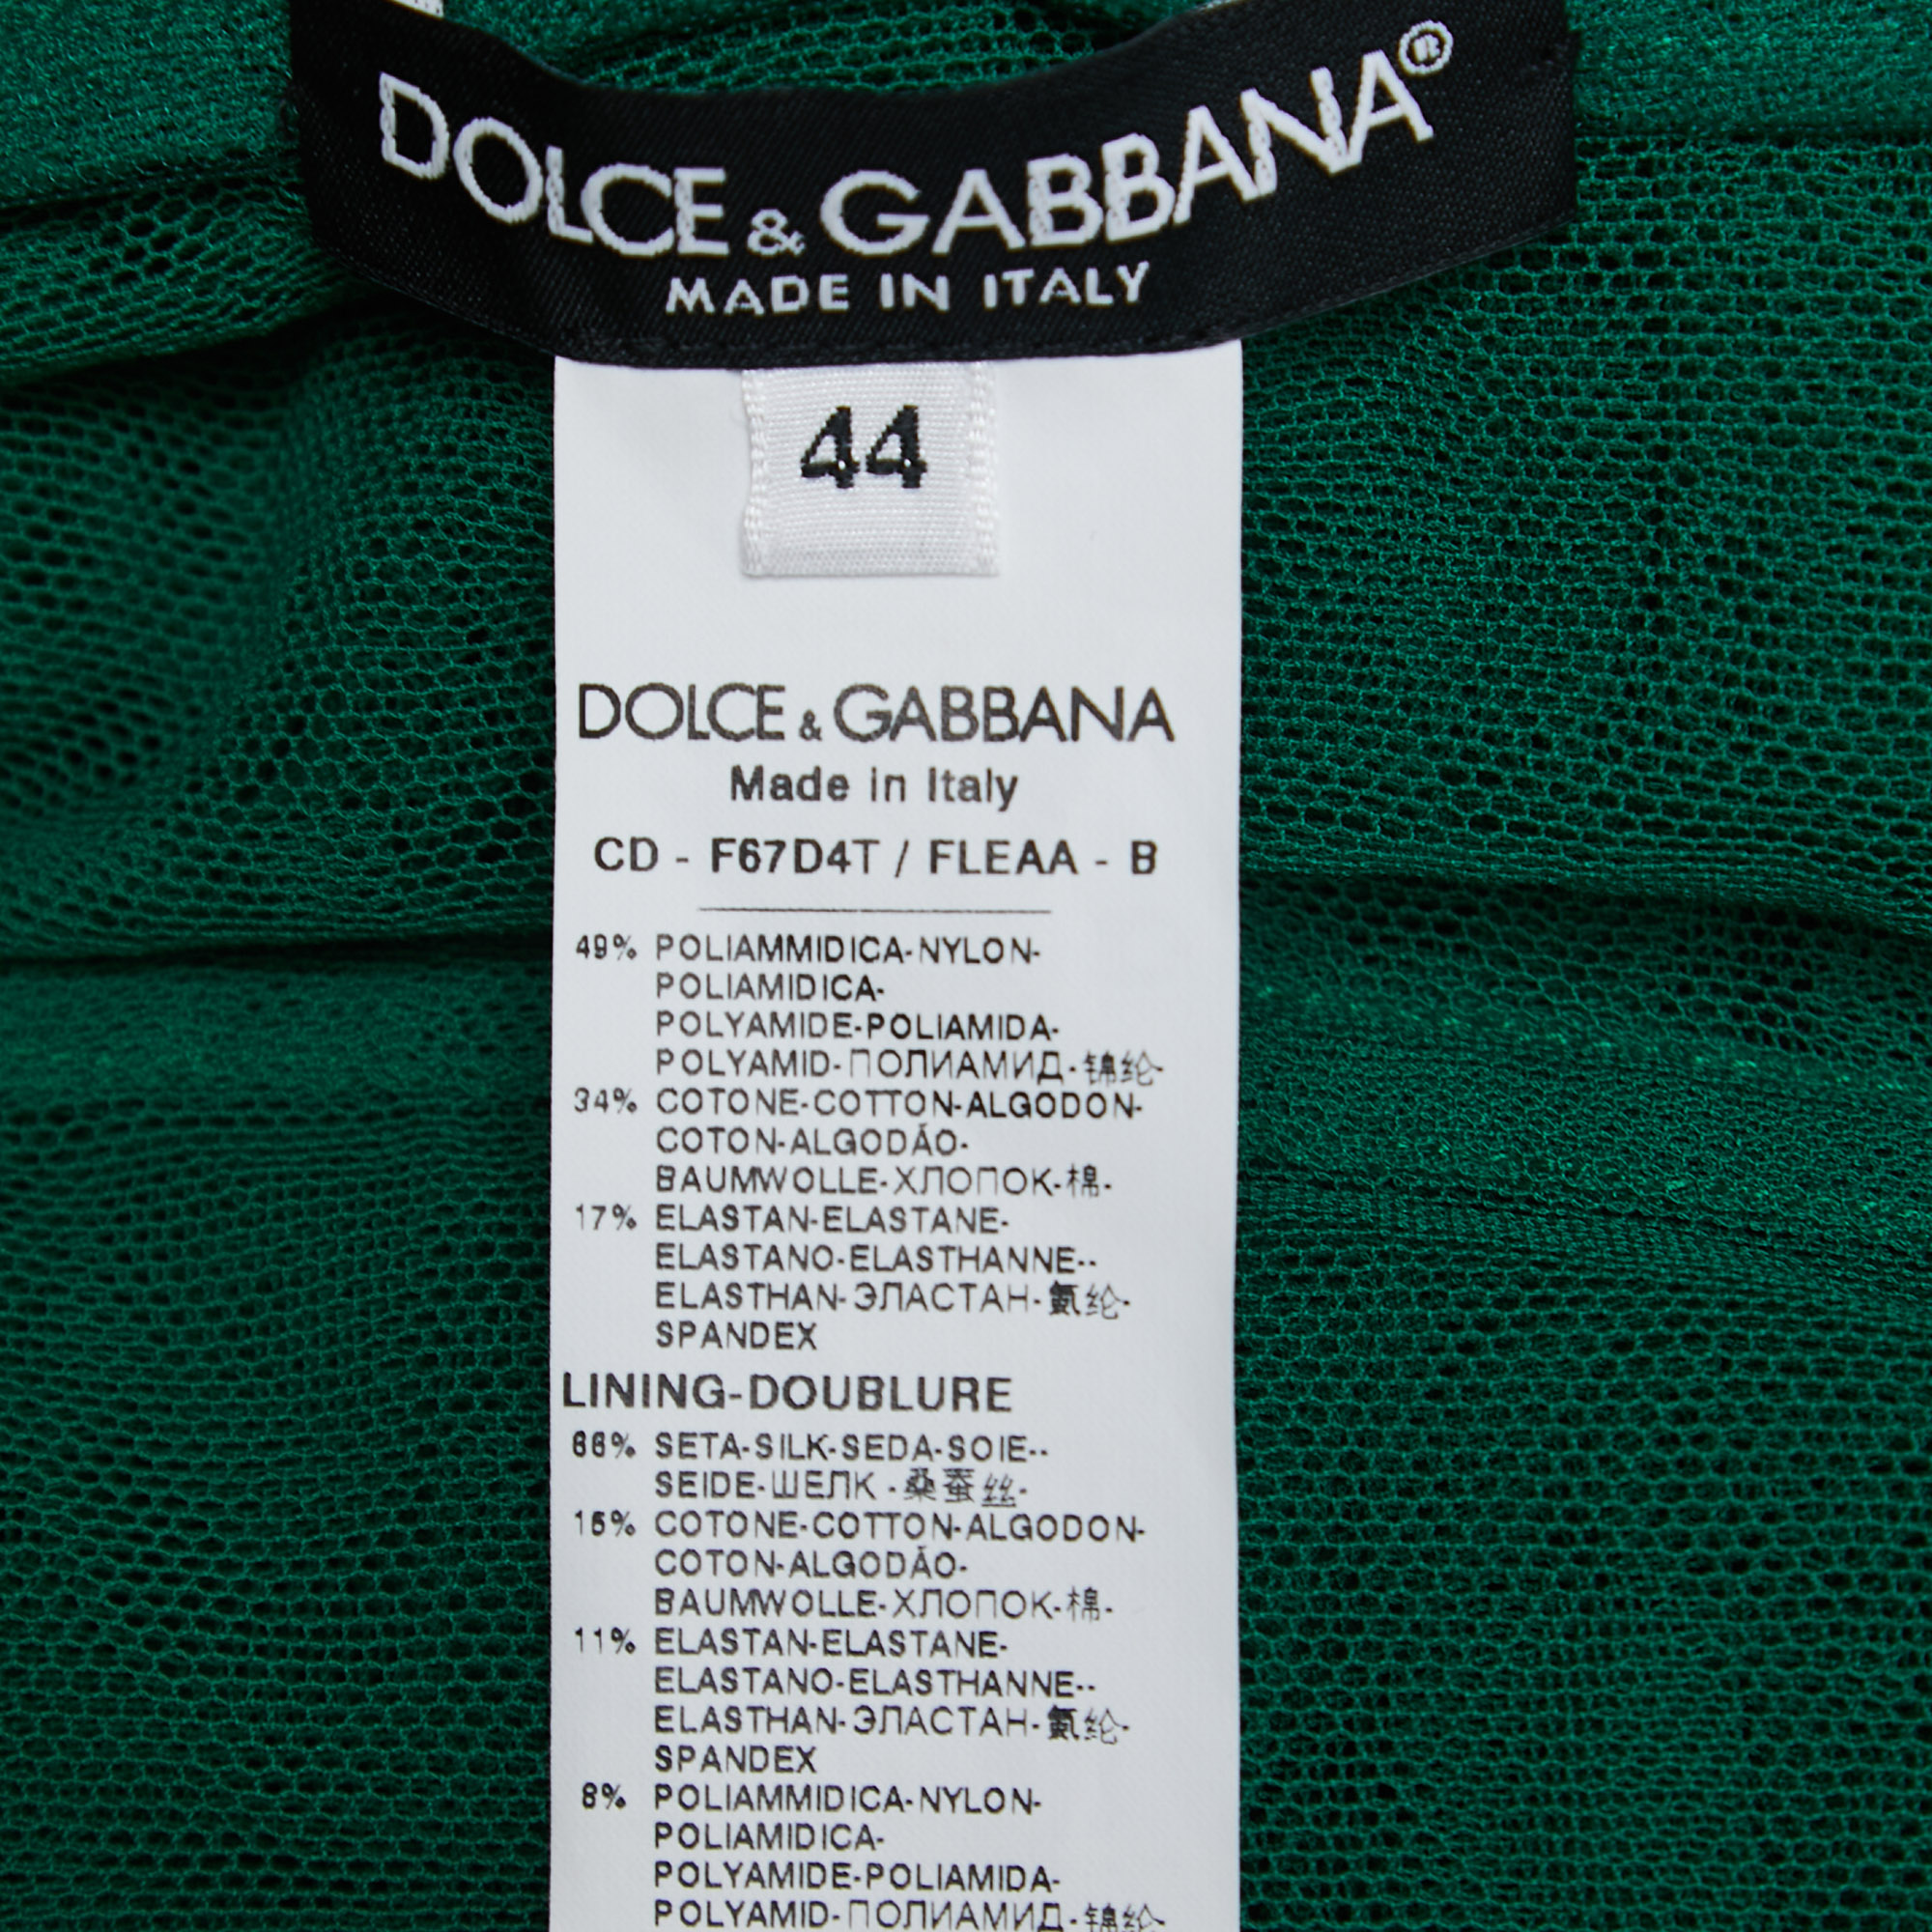 DOLCE & GABBANA®
MADE IN ITALY
44
DOLCE & GABBANA
Made in Italy
CD - F67D4T / FLEAA - B
49% POLIAMMIDICA-NYLON-
POLIAMIDICA-
POLYAMIDE-POLIAMIDA-
POLYAMID-ПОЛИАМИД-锦纶-
34% COTONE-COTTON-ALGODON-
COTON-ALGODÃO-
BAUMWOLLE-ХЛОПОК-棉-
17% ELASTAN-ELASTANE-
ELASTANO-ELASTHANNE--
ELASTHAN-ЭЛАСТАН-氨纶-
SPANDEX
LINING-DOUBLURE
66% SETA-SILK-SEDA-SOIE--
SEIDE-ШЕЛК -桑蚕丝-
15% COTONE-COTTON-ALGODON-
COTON-ALGODÃO-
BAUMWOLLE-ХЛОПОК-棉-
11% ELASTAN-ELASTANE-
ELASTANO-ELASTHANNE--
ELASTHAN-ЭЛАСТАН-氨纶-
SPANDEX
8% POLIAMMIDICA-NYLON-
POLIAMIDICA-
POLYAMIDE-POLIAMIDA-
POLYAMID-ПОЛИАМИД-锦纶-